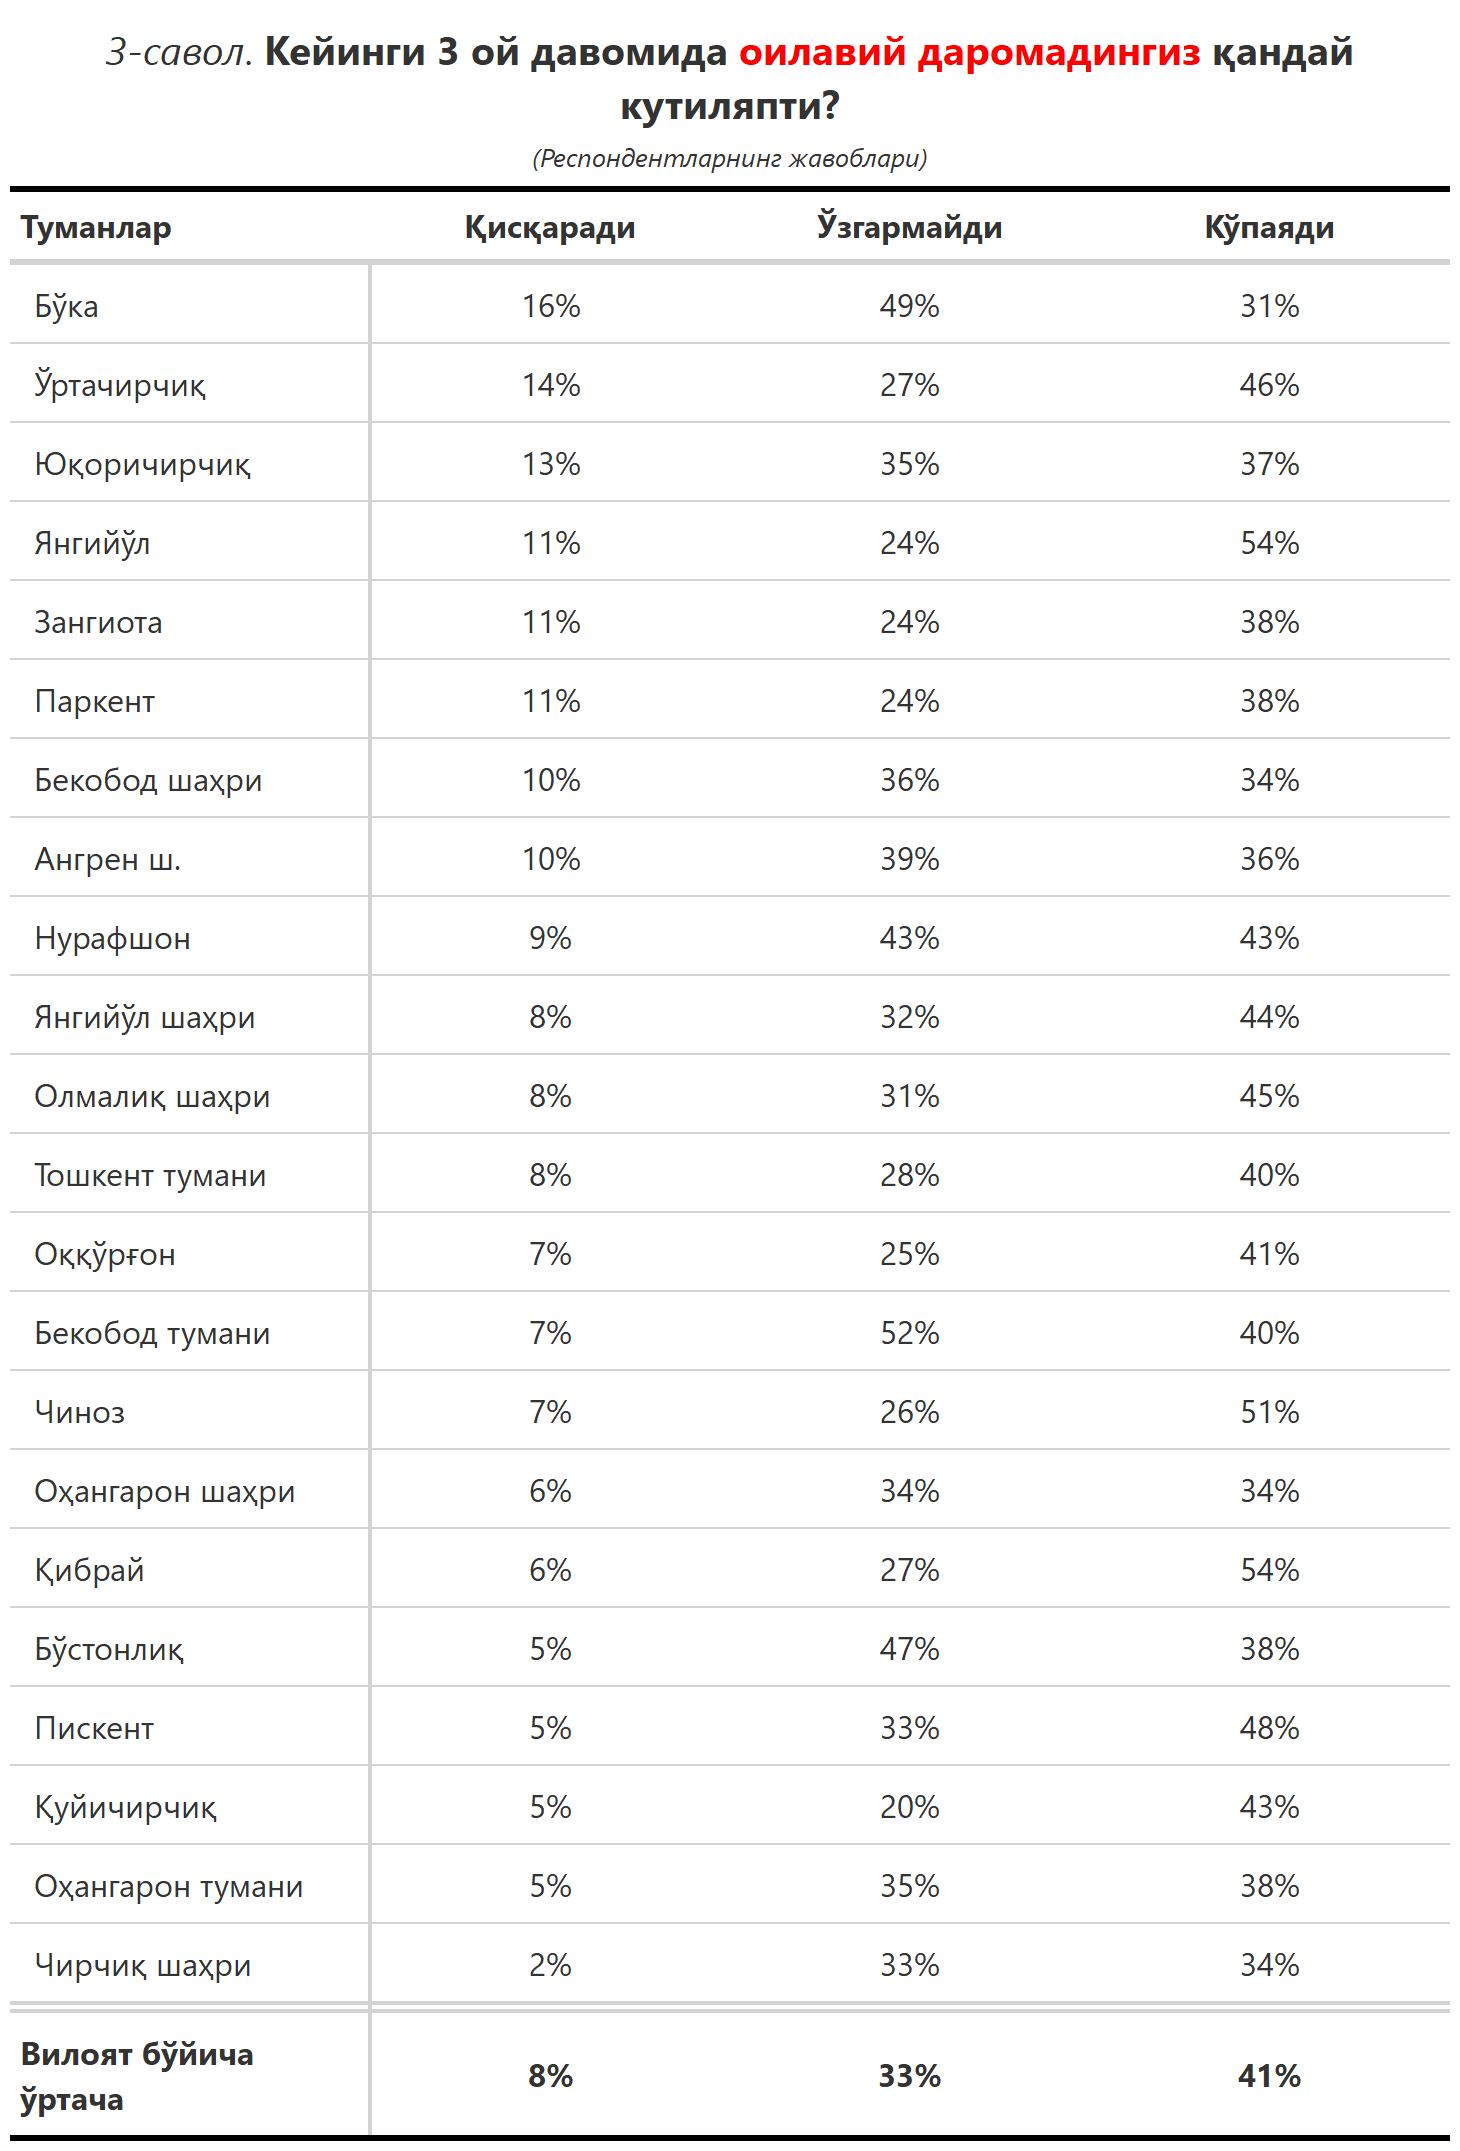 3-савол. Кейинги 3 ой давомида оилавий даромадингиз қандай
кутиляпти?
(Респондентларнинг жавоблари)
Туманлар Қисқаради Ўзгармайди Кўпаяди
Бўка 16% 49% 31%
Ўртачирчиқ 14% 27% 46%
Юқоричирчиқ 13% 35% 37%
Янгийўл 11% 24% 54%
Зангиота 11% 24% 38%
Паркент 11% 24% 38%
Бекобод шаҳри 10% 36% 34%
Ангрен ш. 10% 39% 36%
Нурафшон 9% 43% 43%
Янгийўл шаҳри 8% 32% 44%
Олмалиқ шаҳри 8% 31% 45%
Тошкент тумани 8% 28% 40%
Оққўрғон 7% 25% 41%
Бекобод тумани 7% 52% 40%
Чиноз 7% 26% 51%
Оҳангарон шаҳри 6% 34% 34%
Қибрай 6% 27% 54%
Бўстонлиқ 5% 47% 38%
Пискент 5% 33% 48%
Қуйичирчиқ 5% 20% 43%
Оҳангарон тумани 5% 35% 38%
Чирчиқ шаҳри 2% 33% 34%
Вилоят бўйича
ўртача 8% 33% 41%